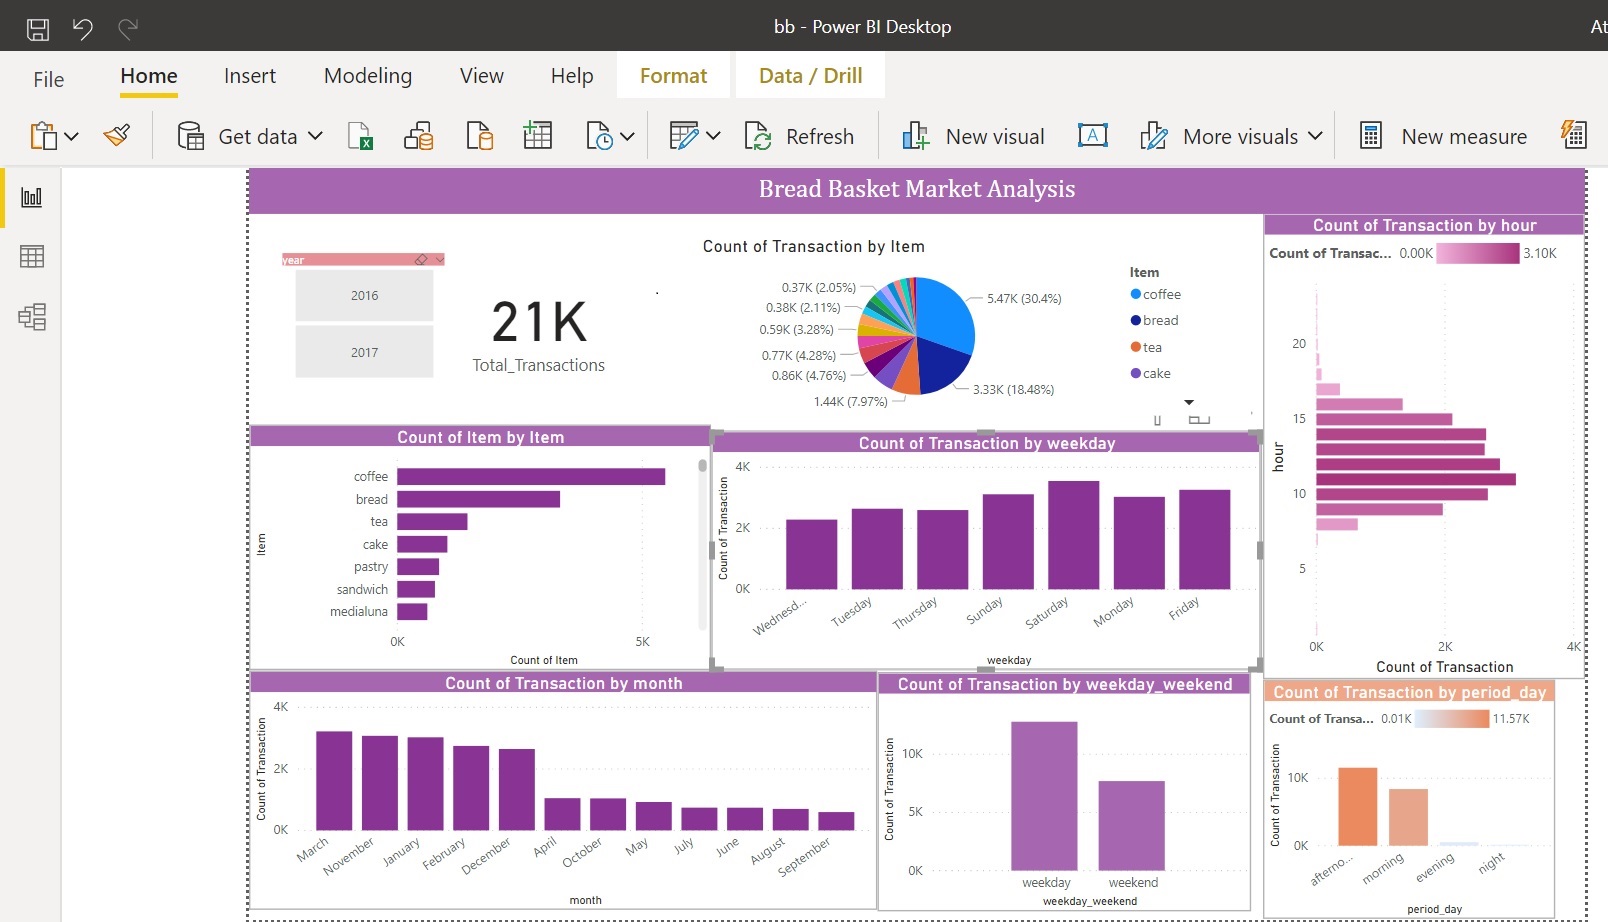 bb - Power BI Desktop
At
File Home Insert Modeling View Help Format Data / Drill
Get data Refresh New visual A More visuals New measure
Bread Basket Market Analysis
year
2016
2017
21K
Total_Transactions
Count of Transaction by Item
0.37K (2.05%)
0.38K (2.11%)
0.59K (3.28%)
0.77K (4.28%)
0.86K (4.76%)
1.44K (7.97%)
5.47K (30.4%)
3.33K (18.48%)
Item
coffee
bread
tea
cake
Count of Transaction by hour
Count of Transac... 0.00K 3.10K
20
15
10
5
hour
0K 2K 4K
Count of Transaction
Count of Item by Item
coffee
bread
tea
cake
pastry
sandwich
medialuna
Item
0K 5K
Count of Item
Count of Transaction by weekday
4K
2K
0K
Count of Transaction
Wednesd... Tuesday Thursday Sunday Saturday Monday Friday
weekday
Count of Transaction by month
4K
2K
0K
Count of Transaction
March November January February December April October May July June August September
month
Count of Transaction by weekday_weekend
10K
5K
0K
Count of Transaction
weekday weekend
weekday_weekend
Count of Transaction by period_day
Count of Transa... 0.01K 11.57K
10K
0K
Count of Transaction
afterno... morning evening night
period_day